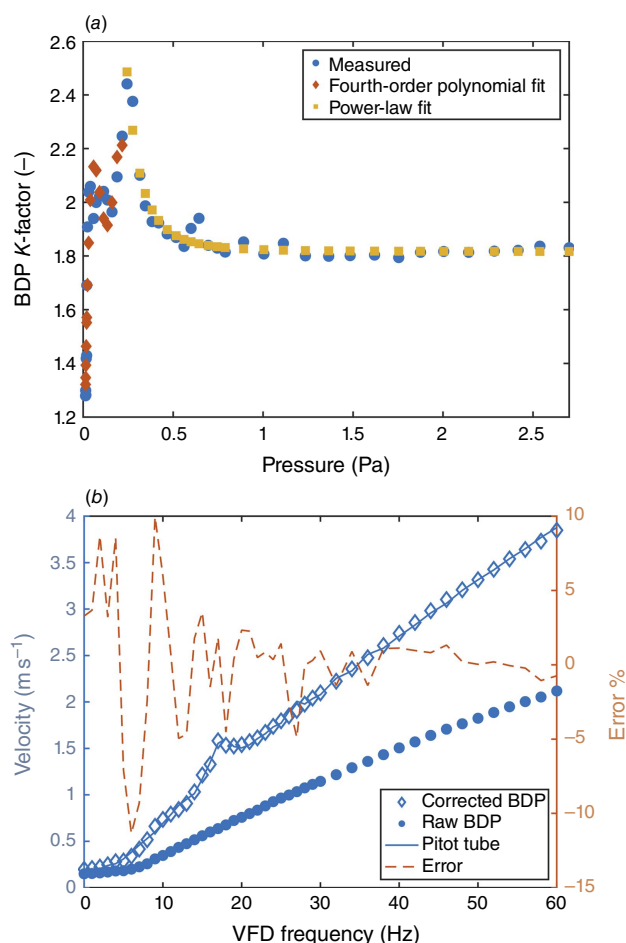 (a)
2.6
2.4
2.2
2.0
1.8
1.6
1.4
1.2
BDP K-factor (–)
Measured
Fourth-order polynomial fit
Power-law fit
0 0.5 1 1.5 2 2.5
Pressure (Pa)
(b)
4
3.5
3
2.5
2
1.5
1
0.5
0
Velocity (m s⁻¹)
10
5
0
−5
−10
−15
Error %
Corrected BDP
Raw BDP
Pitot tube
Error
0 10 20 30 40 50 60
VFD frequency (Hz)